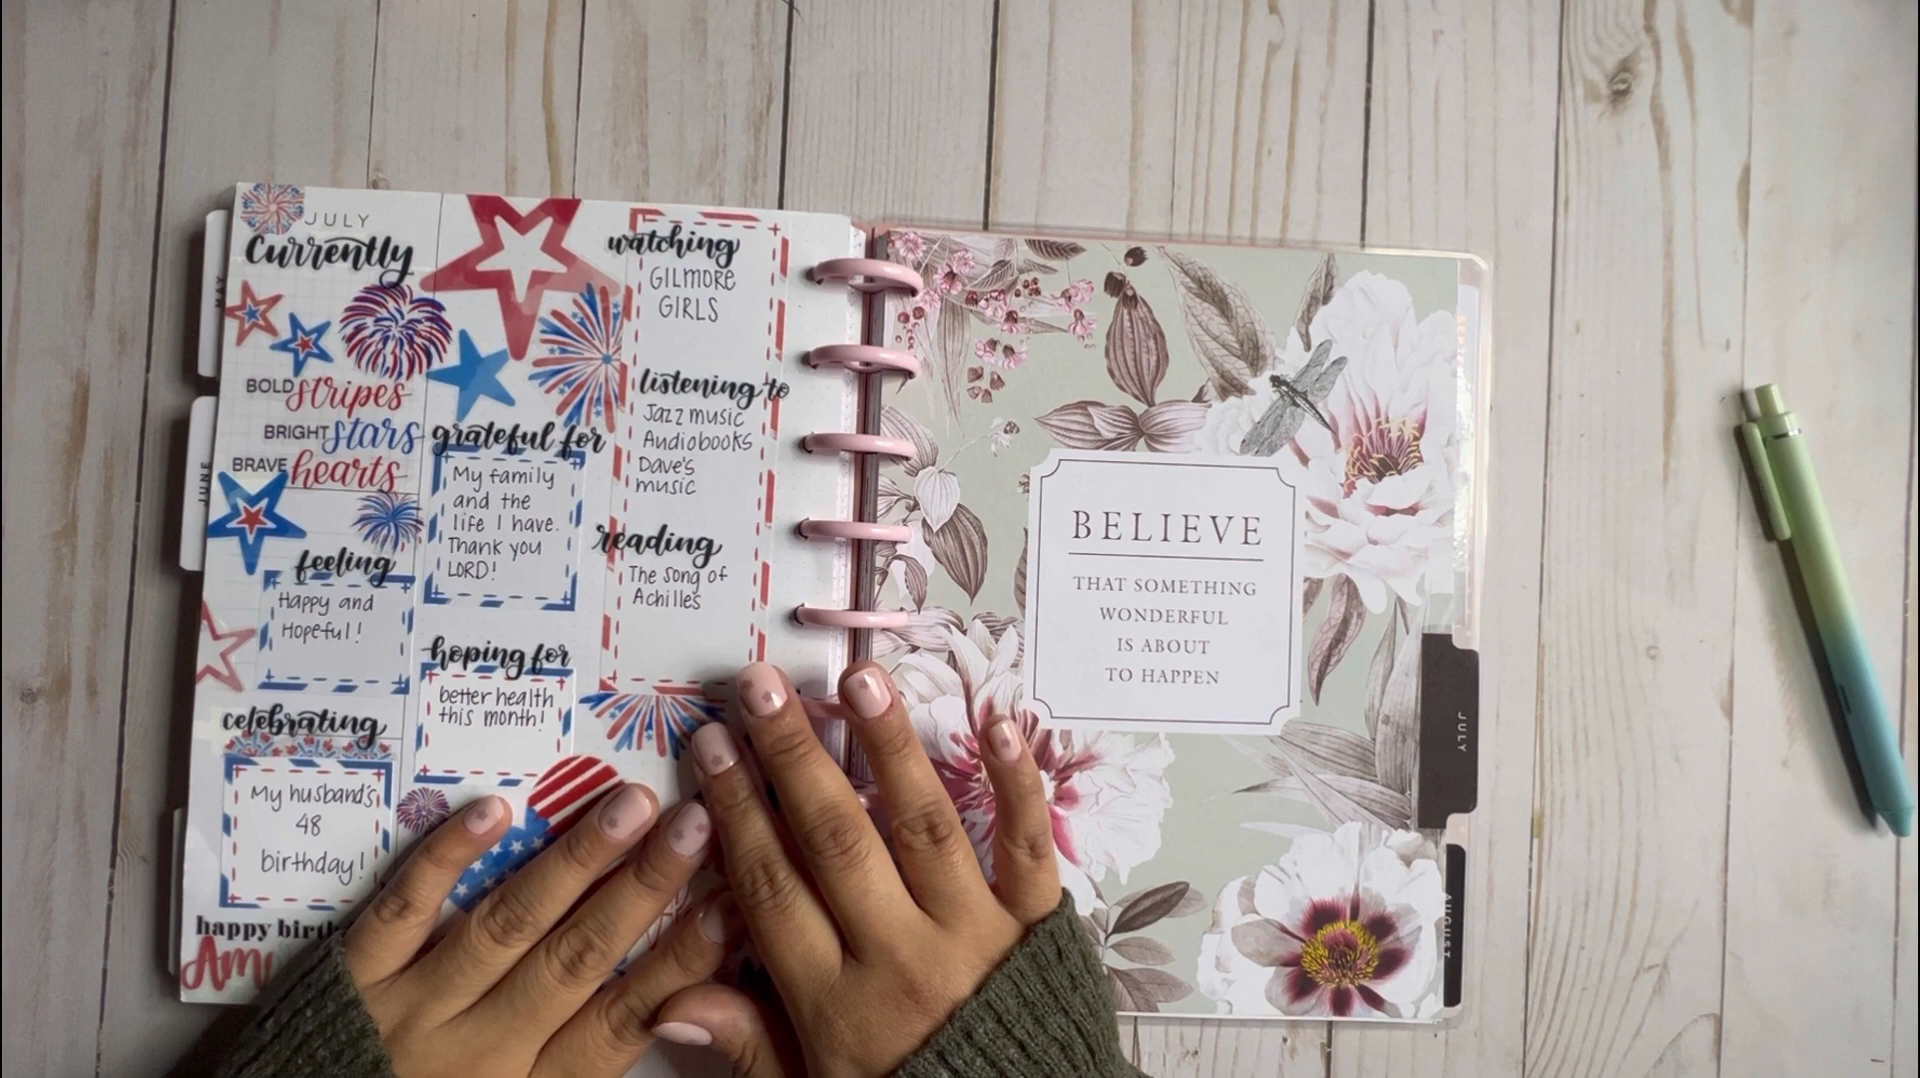 JULY
Currently
BOLD stripes
BRIGHT stars
BRAVE hearts
feeling
Happy and
Hopeful!
celebrating
My husband's
48
birthday!
happy
grateful for
My family
and the
life I have.
Thank you
LORD!
hoping for
better health
this month!
watching
GILMORE
GIRLS
listening to
Jazz music
Audiobooks
Dave's
music
reading
The song of
Achilles
MAY
JUNE
BELIEVE
THAT SOMETHING
WONDERFUL
IS ABOUT
TO HAPPEN
JULY
AUGUST